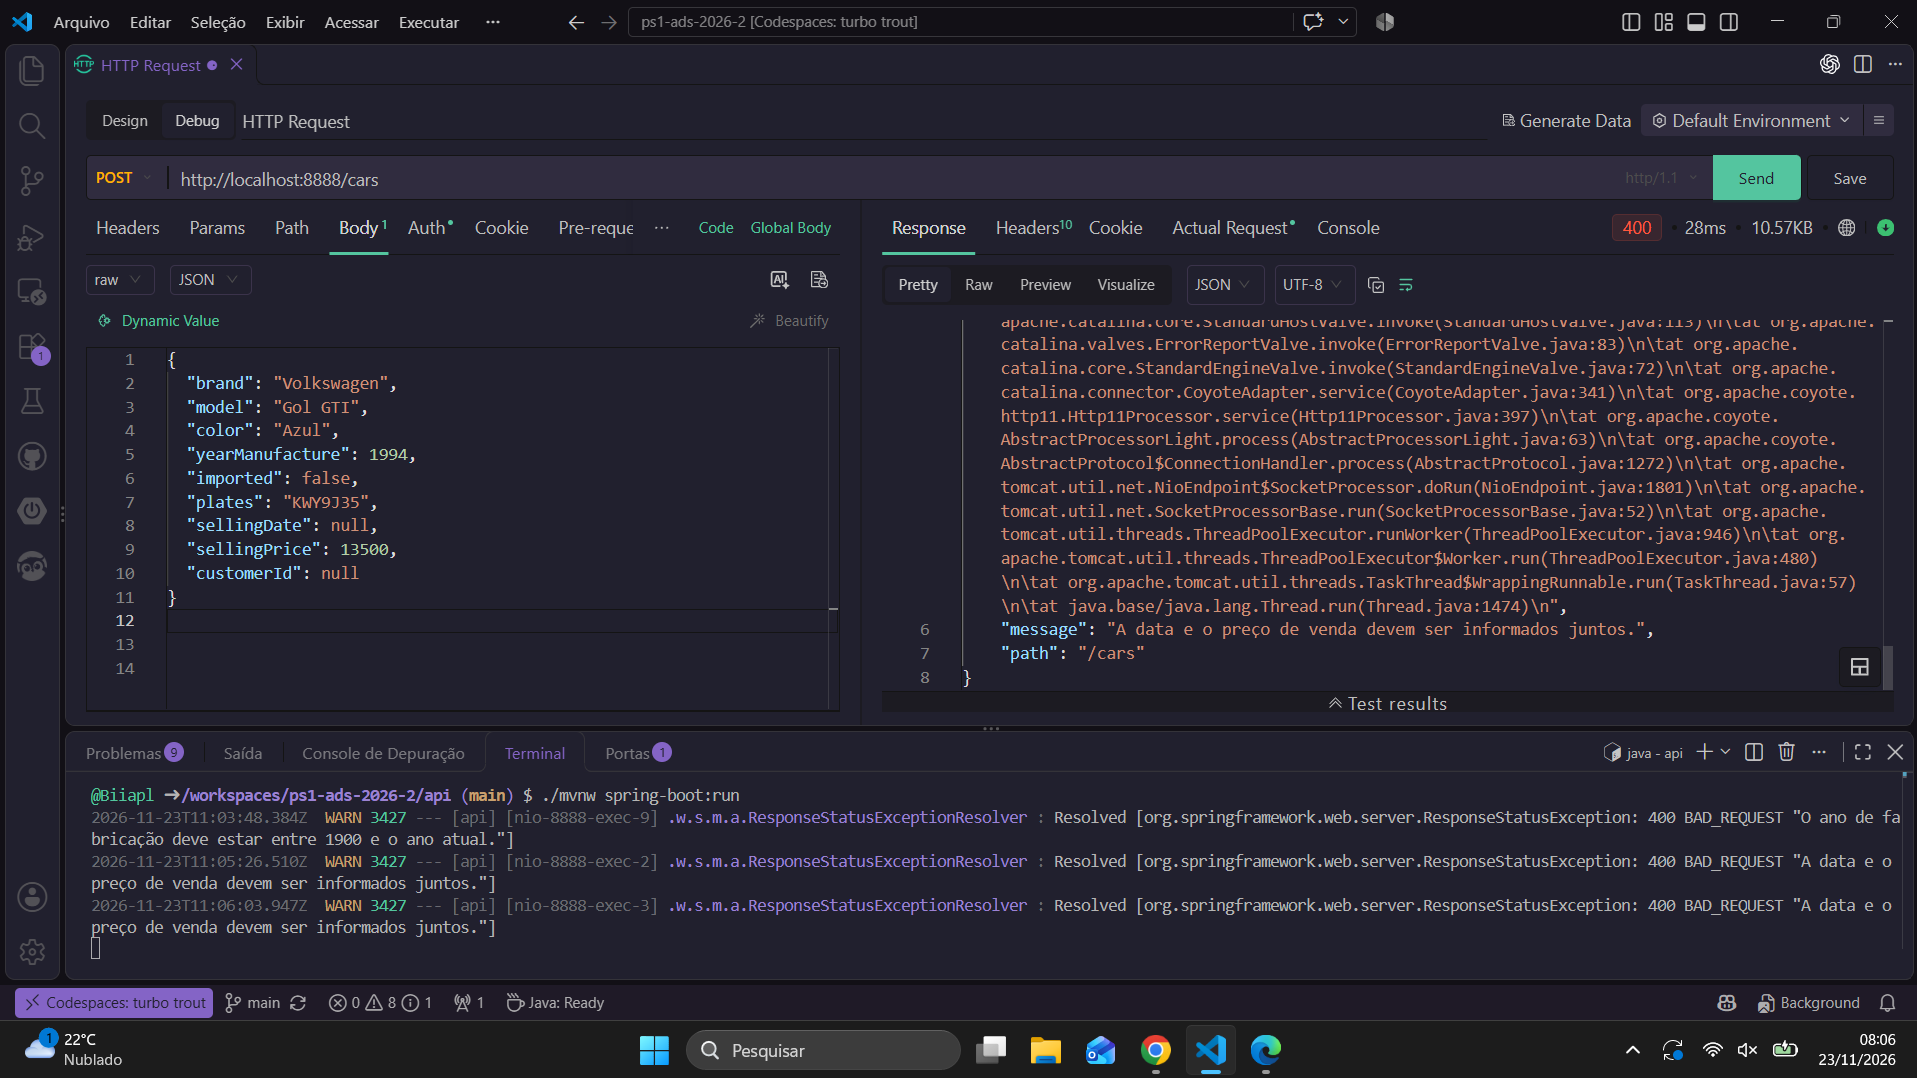 Arquivo Editar Seleção Exibir Acessar Executar ···
ps1-ads-2026-2 [Codespaces: turbo trout]
HTTP Request
Design Debug HTTP Request
Generate Data Default Environment
POST http://localhost:8888/cars http/1.1 Send Save
Headers Params Path Body 1 Auth Cookie Pre-reque ··· Code Global Body
Response Headers 10 Cookie Actual Request Console 400 28ms 10.57KB
raw JSON
Pretty Raw Preview Visualize JSON UTF-8
Dynamic Value Beautify
1 {
2 "brand": "Volkswagen",
3 "model": "Gol GTI",
4 "color": "Azul",
5 "yearManufacture": 1994,
6 "imported": false,
7 "plates": "KWY9J35",
8 "sellingDate": null,
9 "sellingPrice": 13500,
10 "customerId": null
11 }
12
13
14
apache.catalina.core.StandardHostValve.invoke(StandardHostValve.java:113)\n\tat org.apache.
catalina.valves.ErrorReportValve.invoke(ErrorReportValve.java:83)\n\tat org.apache.
catalina.core.StandardEngineValve.invoke(StandardEngineValve.java:72)\n\tat org.apache.
catalina.connector.CoyoteAdapter.service(CoyoteAdapter.java:341)\n\tat org.apache.coyote.
http11.Http11Processor.service(Http11Processor.java:397)\n\tat org.apache.coyote.
AbstractProcessorLight.process(AbstractProcessorLight.java:63)\n\tat org.apache.coyote.
AbstractProtocol$ConnectionHandler.process(AbstractProtocol.java:1272)\n\tat org.apache.
tomcat.util.net.NioEndpoint$SocketProcessor.doRun(NioEndpoint.java:1801)\n\tat org.apache.
tomcat.util.net.SocketProcessorBase.run(SocketProcessorBase.java:52)\n\tat org.apache.
tomcat.util.threads.ThreadPoolExecutor.runWorker(ThreadPoolExecutor.java:946)\n\tat org.
apache.tomcat.util.threads.ThreadPoolExecutor$Worker.run(ThreadPoolExecutor.java:480)
\n\tat org.apache.tomcat.util.threads.TaskThread$WrappingRunnable.run(TaskThread.java:57)
\n\tat java.base/java.lang.Thread.run(Thread.java:1474)\n",
6 "message": "A data e o preço de venda devem ser informados juntos.",
7 "path": "/cars"
8 }
Test results
Problemas 9 Saída Console de Depuração Terminal Portas 1
java - api
@Biiapl ➜/workspaces/ps1-ads-2026-2/api (main) $ ./mvnw spring-boot:run
2026-11-23T11:03:48.384Z WARN 3427 --- [api] [nio-8888-exec-9] .w.s.m.a.ResponseStatusExceptionResolver : Resolved [org.springframework.web.server.ResponseStatusException: 400 BAD_REQUEST "O ano de fa
bricação deve estar entre 1900 e o ano atual."]
2026-11-23T11:05:26.510Z WARN 3427 --- [api] [nio-8888-exec-2] .w.s.m.a.ResponseStatusExceptionResolver : Resolved [org.springframework.web.server.ResponseStatusException: 400 BAD_REQUEST "A data e o
preço de venda devem ser informados juntos."]
2026-11-23T11:06:03.947Z WARN 3427 --- [api] [nio-8888-exec-3] .w.s.m.a.ResponseStatusExceptionResolver : Resolved [org.springframework.web.server.ResponseStatusException: 400 BAD_REQUEST "A data e o
preço de venda devem ser informados juntos."]
Codespaces: turbo trout main 0 8 1 1 Java: Ready Background
1 22°C
Nublado
Pesquisar
08:06
23/11/2026